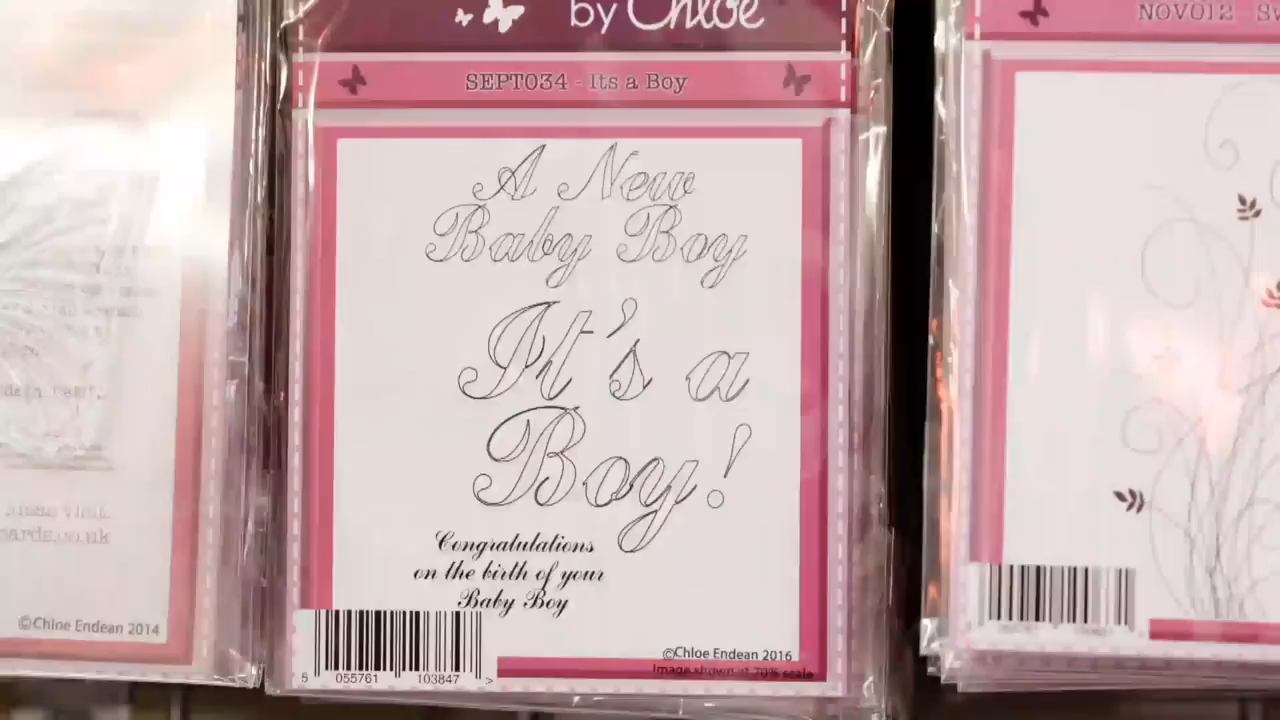 by Chloe
SEPT034 - Its a Boy
A New
Baby Boy
It's a
Boy!
Congratulations
on the birth of your
Baby Boy
5 055761 103847 >
©Chloe Endean 2016
Image shown at 70% scale
©Chloe Endean 2014
NOV012 -